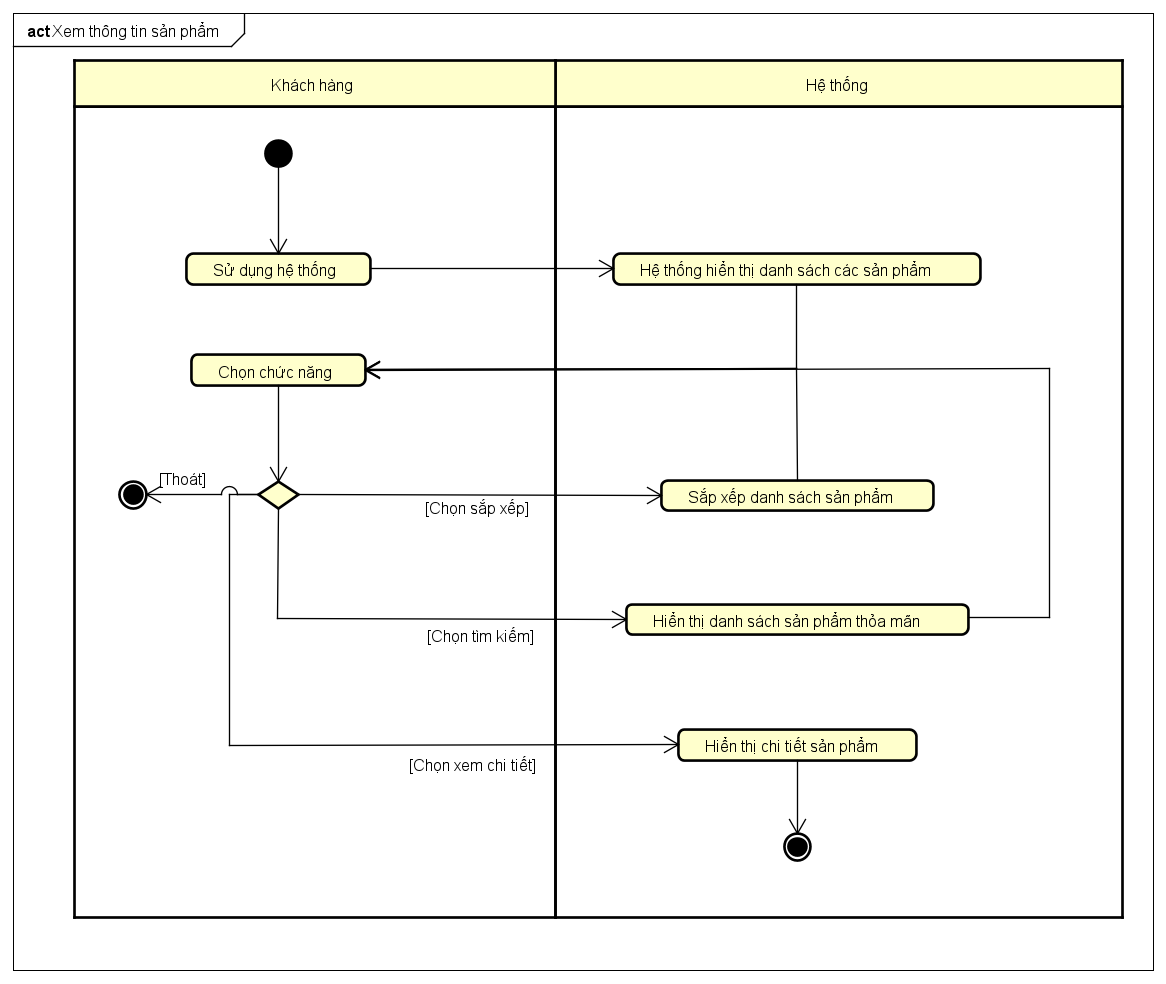 act Xem thông tin sản phẩm
Khách hàng
Hệ thống
Sử dụng hệ thống
Hệ thống hiển thị danh sách các sản phẩm
Chọn chức năng
[Thoát]
Sắp xếp danh sách sản phẩm
[Chọn sắp xếp]
Hiển thị danh sách sản phẩm thỏa mãn
[Chọn tìm kiếm]
Hiển thị chi tiết sản phẩm
[Chọn xem chi tiết]